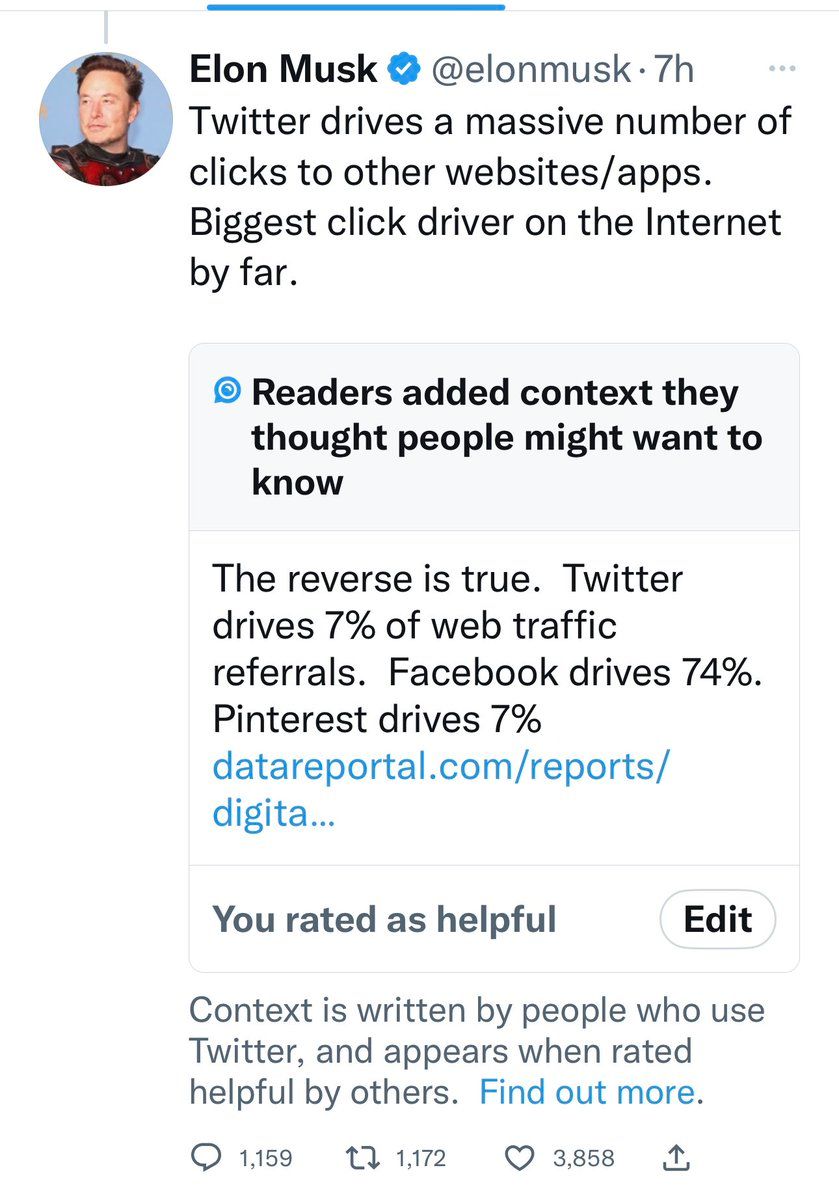 Elon Musk @elonmusk · 7h
Twitter drives a massive number of
clicks to other websites/apps.
Biggest click driver on the Internet
by far.
Readers added context they
thought people might want to
know
The reverse is true.  Twitter
drives 7% of web traffic
referrals.  Facebook drives 74%.
Pinterest drives 7%
datareportal.com/reports/
digita...
You rated as helpful Edit
Context is written by people who use
Twitter, and appears when rated
helpful by others.  Find out more.
1,159 1,172 3,858